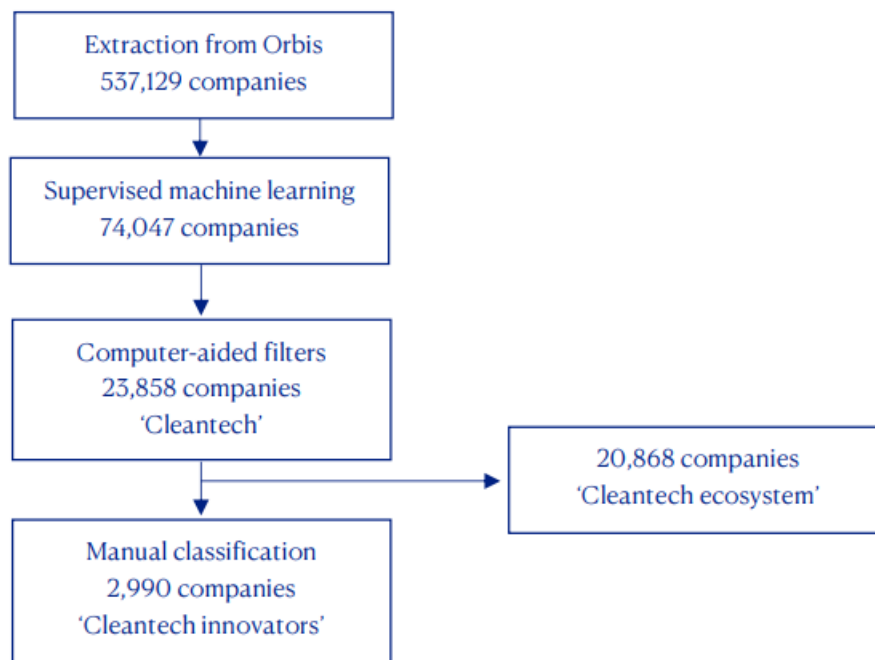 Extraction from Orbis
537,129 companies
Supervised machine learning
74,047 companies
Computer-aided filters
23,858 companies
‘Cleantech’
20,868 companies
‘Cleantech ecosystem’
Manual classification
2,990 companies
‘Cleantech innovators’